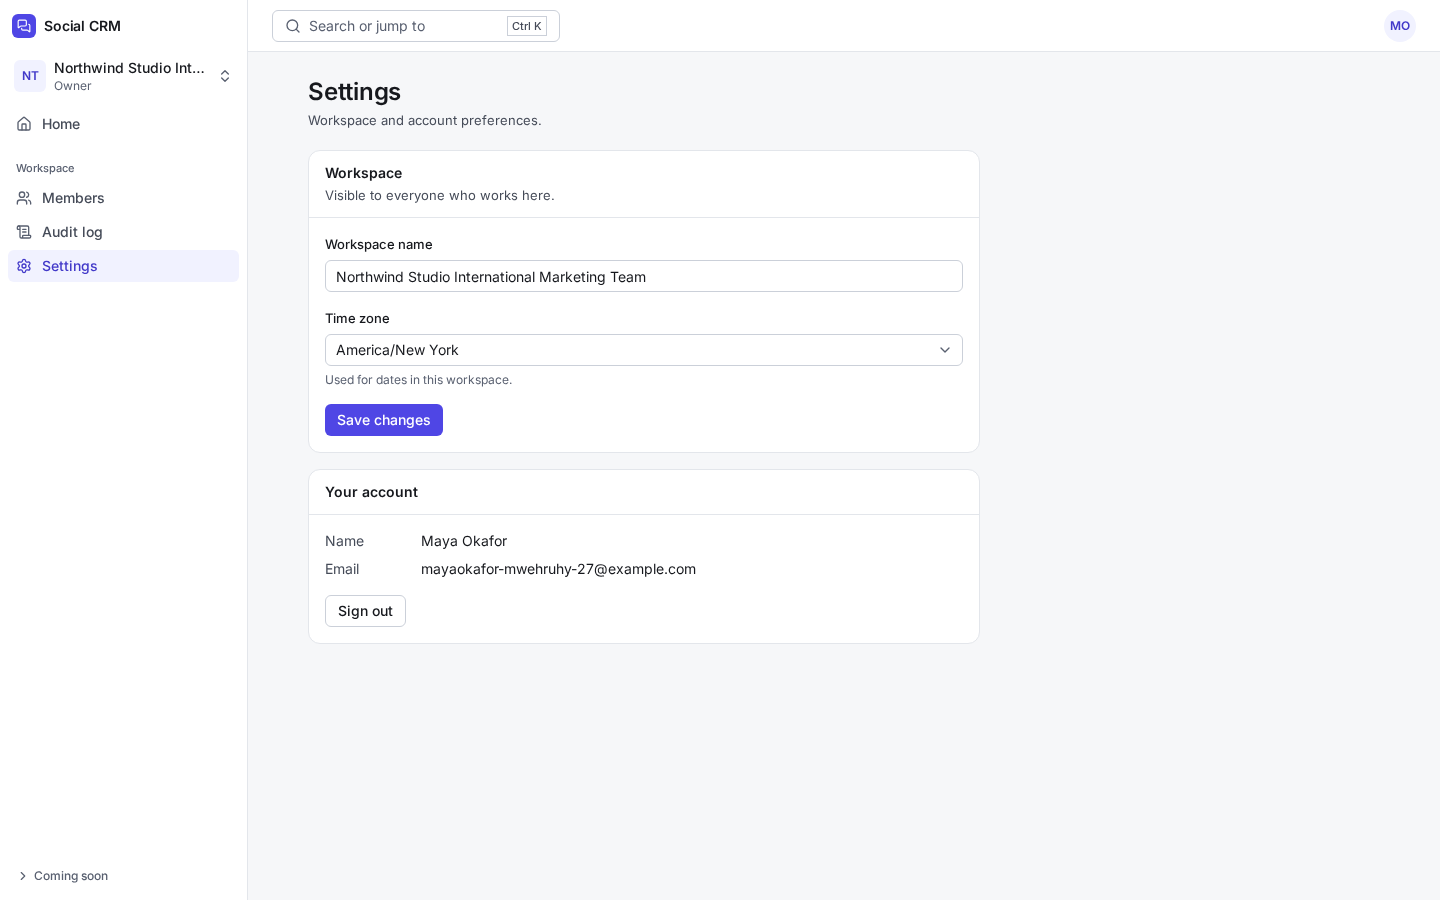 Social CRM
Search or jump to
Ctrl K
MO
NT
Northwind Studio Int...
Owner
Home
Workspace
Members
Audit log
Settings
Coming soon
Settings
Workspace and account preferences.
Workspace
Visible to everyone who works here.
Workspace name
Northwind Studio International Marketing Team
Time zone
America/New York
Used for dates in this workspace.
Save changes
Your account
Name Maya Okafor
Email mayaokafor-mwehruhy-27@example.com
Sign out